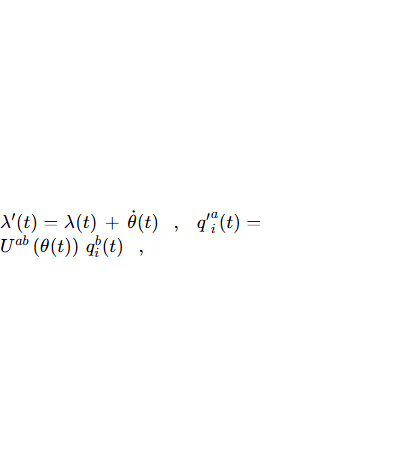 λ′(t) = λ(t) + θ̇(t) , q′ᵃᵢ(t) =
Uᵃᵇ (θ(t)) qᵇᵢ(t) ,